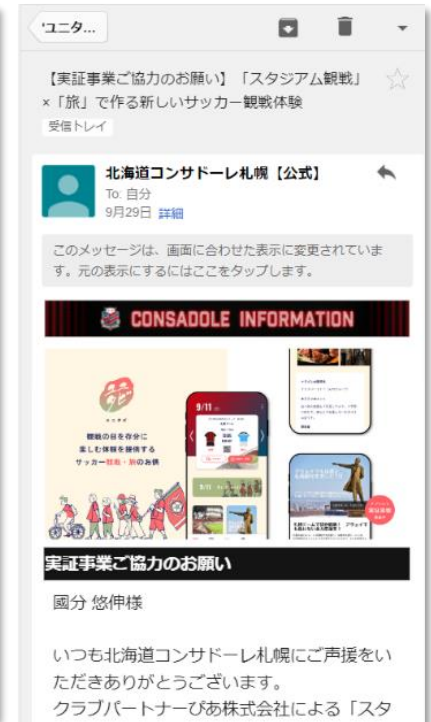 'ユニタ...
【実証事業ご協力のお願い】「スタジアム観戦」
×「旅」で作る新しいサッカー観戦体験
受信トレイ
北海道コンサドーレ札幌【公式】
To: 自分
9月29日 詳細
このメッセージは、画面に合わせた表示に変更されていま
す。元の表示にするにはここをタップします。
CONSADOLE INFORMATION
ユニタビ
観戦の日を存分に
楽しむ体験を提供する
サッカー観戦・旅のお供
9/11
実証事業ご協力のお願い
國分 悠伸様
いつも北海道コンサドーレ札幌にご声援をい
ただきありがとうございます。
クラブパートナーぴあ株式会社による「スタ